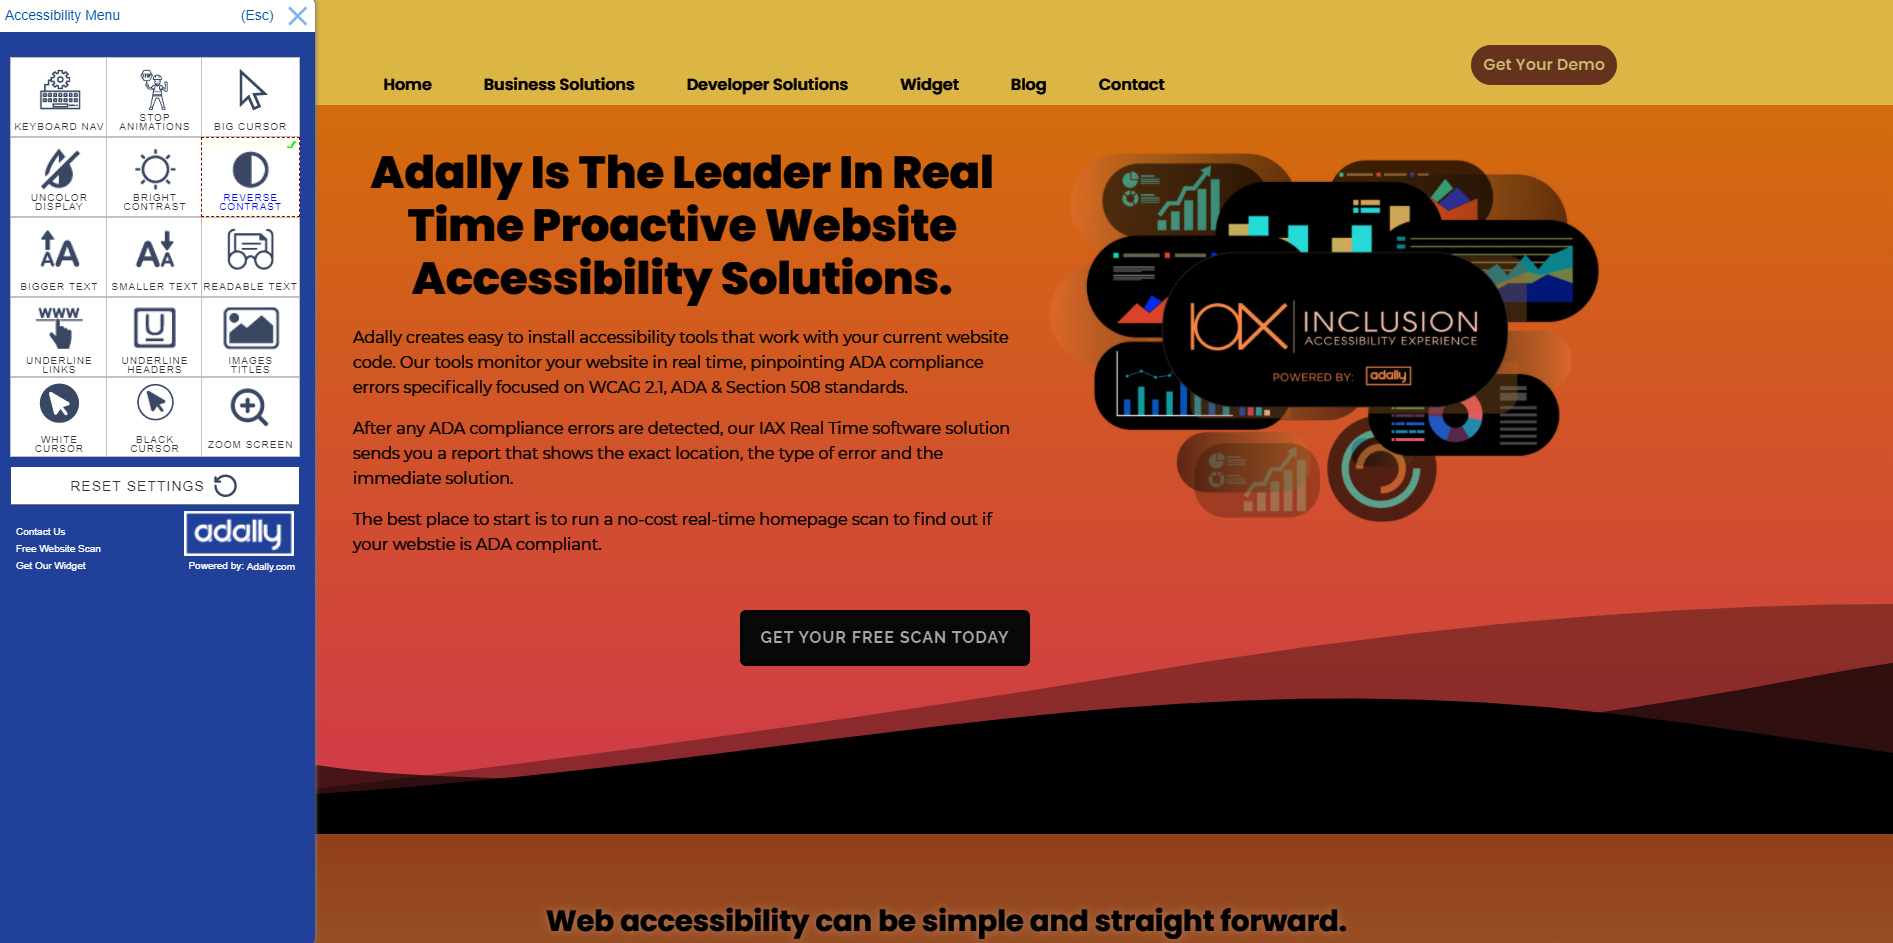 Accessibility Menu (Esc)
KEYBOARD NAV
STOP
STOP
ANIMATIONS
BIG CURSOR
UNCOLOR
DISPLAY
BRIGHT
CONTRAST
REVERSE
CONTRAST
AA
BIGGER TEXT
AA
SMALLER TEXT
READABLE TEXT
WWW
UNDERLINE
LINKS
U
UNDERLINE
HEADERS
IMAGES
TITLES
WHITE
CURSOR
BLACK
CURSOR
ZOOM SCREEN
RESET SETTINGS
Contact Us
Free Website Scan
Get Our Widget
adally
Powered by: Adally.com
Home Business Solutions Developer Solutions Widget Blog Contact
Get Your Demo
Adally Is The Leader In Real
Time Proactive Website
Accessibility Solutions.
Adally creates easy to install accessibility tools that work with your current website
code. Our tools monitor your website in real time, pinpointing ADA compliance
errors specifically focused on WCAG 2.1, ADA & Section 508 standards.
After any ADA compliance errors are detected, our IAX Real Time software solution
sends you a report that shows the exact location, the type of error and the
immediate solution.
The best place to start is to run a no-cost real-time homepage scan to find out if
your webstie is ADA compliant.
GET YOUR FREE SCAN TODAY
IAX INCLUSION
ACCESSIBILITY EXPERIENCE
POWERED BY: adally
Web accessibility can be simple and straight forward.